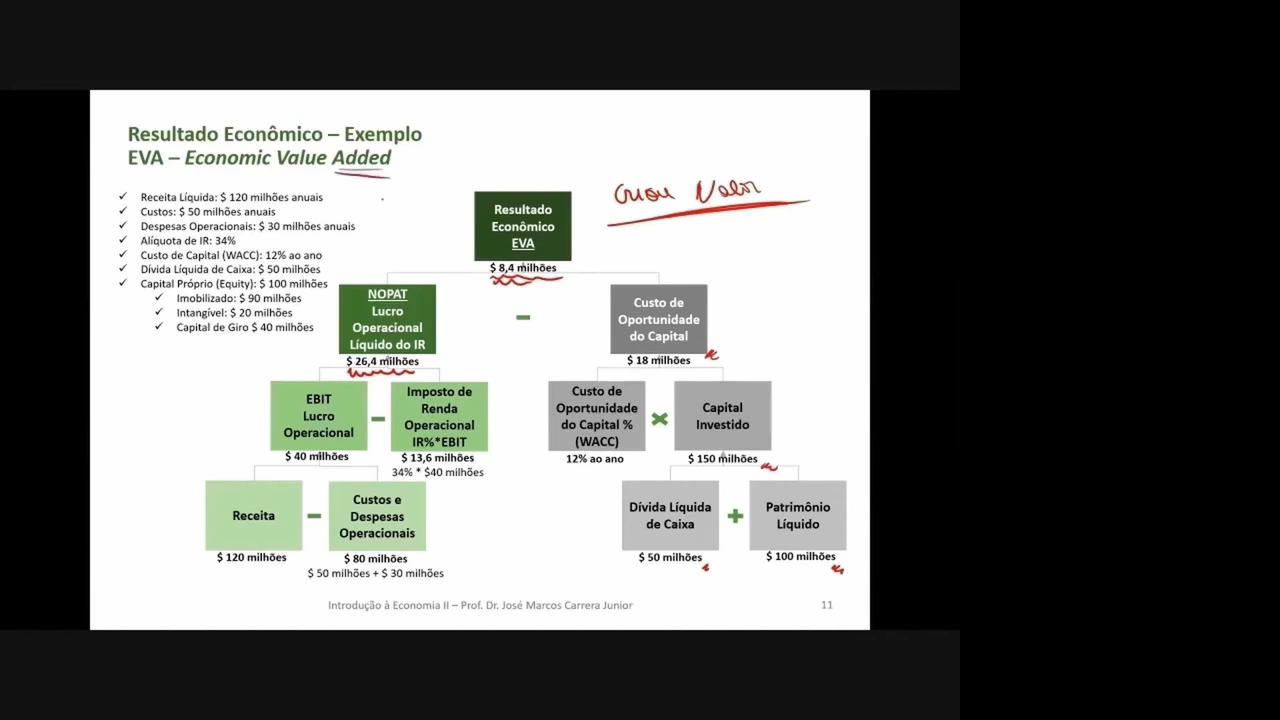 Resultado Econômico – Exemplo
EVA – Economic Value Added
Receita Líquida: $ 120 milhões anuais
Custos: $ 50 milhões anuais
Despesas Operacionais: $ 30 milhões anuais
Alíquota de IR: 34%
Custo de Capital (WACC): 12% ao ano
Dívida Líquida de Caixa: $ 50 milhões
Capital Próprio (Equity): $ 100 milhões
Imobilizado: $ 90 milhões
Intangível: $ 20 milhões
Capital de Giro $ 40 milhões
Criou Valor
Resultado
Econômico
EVA
$ 8,4 milhões
NOPAT
Lucro
Operacional
Líquido do IR
$ 26,4 milhões
–
Custo de
Oportunidade
do Capital
$ 18 milhões
EBIT
Lucro
Operacional
$ 40 milhões
–
Imposto de
Renda
Operacional
IR%*EBIT
$ 13,6 milhões
34% * $40 milhões
Custo de
Oportunidade
do Capital %
(WACC)
12% ao ano
×
Capital
Investido
$ 150 milhões
Receita
$ 120 milhões
–
Custos e
Despesas
Operacionais
$ 80 milhões
$ 50 milhões + $ 30 milhões
Dívida Líquida
de Caixa
$ 50 milhões
+
Patrimônio
Líquido
$ 100 milhões
Introdução à Economia II – Prof. Dr. José Marcos Carrera Junior
11